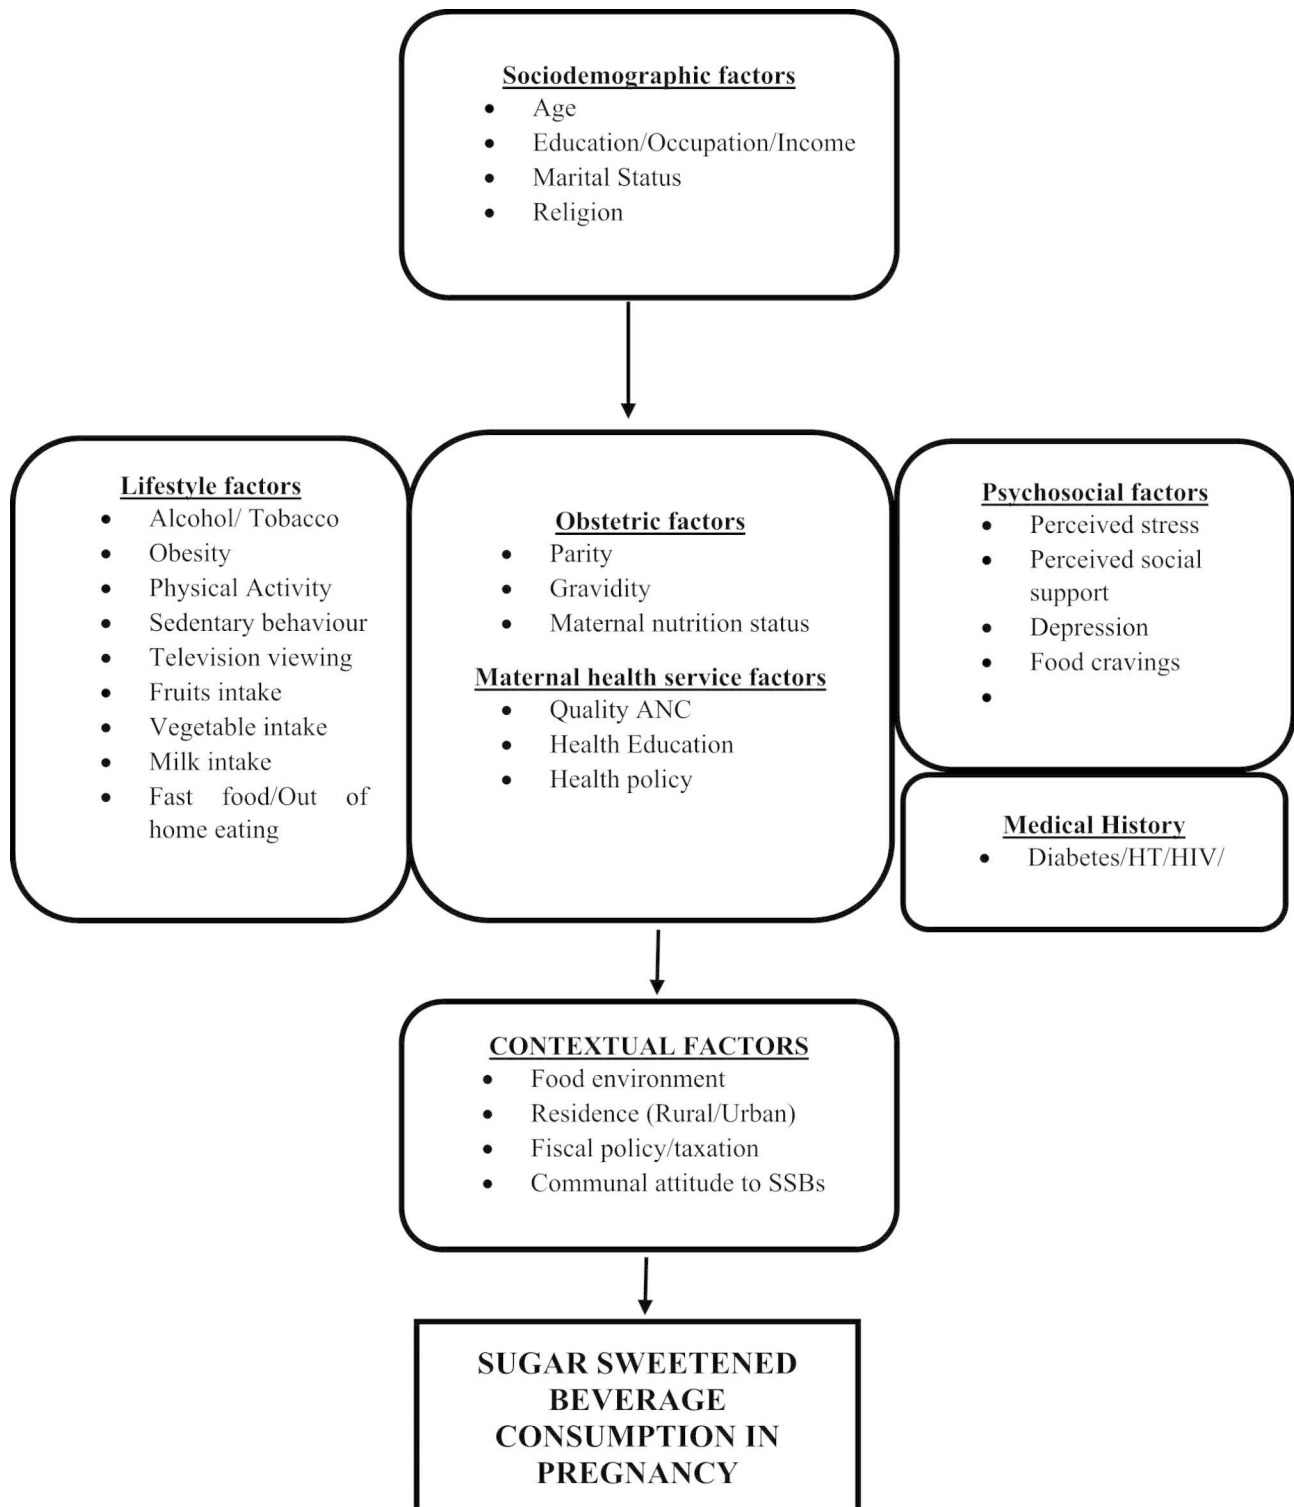 Sociodemographic factors
• Age
• Education/Occupation/Income
• Marital Status
• Religion
Lifestyle factors
• Alcohol/ Tobacco
• Obesity
• Physical Activity
• Sedentary behaviour
• Television viewing
• Fruits intake
• Vegetable intake
• Milk intake
• Fast food/Out of
home eating
Obstetric factors
• Parity
• Gravidity
• Maternal nutrition status
Maternal health service factors
• Quality ANC
• Health Education
• Health policy
Psychosocial factors
• Perceived stress
• Perceived social
support
• Depression
• Food cravings
•
Medical History
• Diabetes/HT/HIV/
CONTEXTUAL FACTORS
• Food environment
• Residence (Rural/Urban)
• Fiscal policy/taxation
• Communal attitude to SSBs
SUGAR SWEETENED
BEVERAGE
CONSUMPTION IN
PREGNANCY